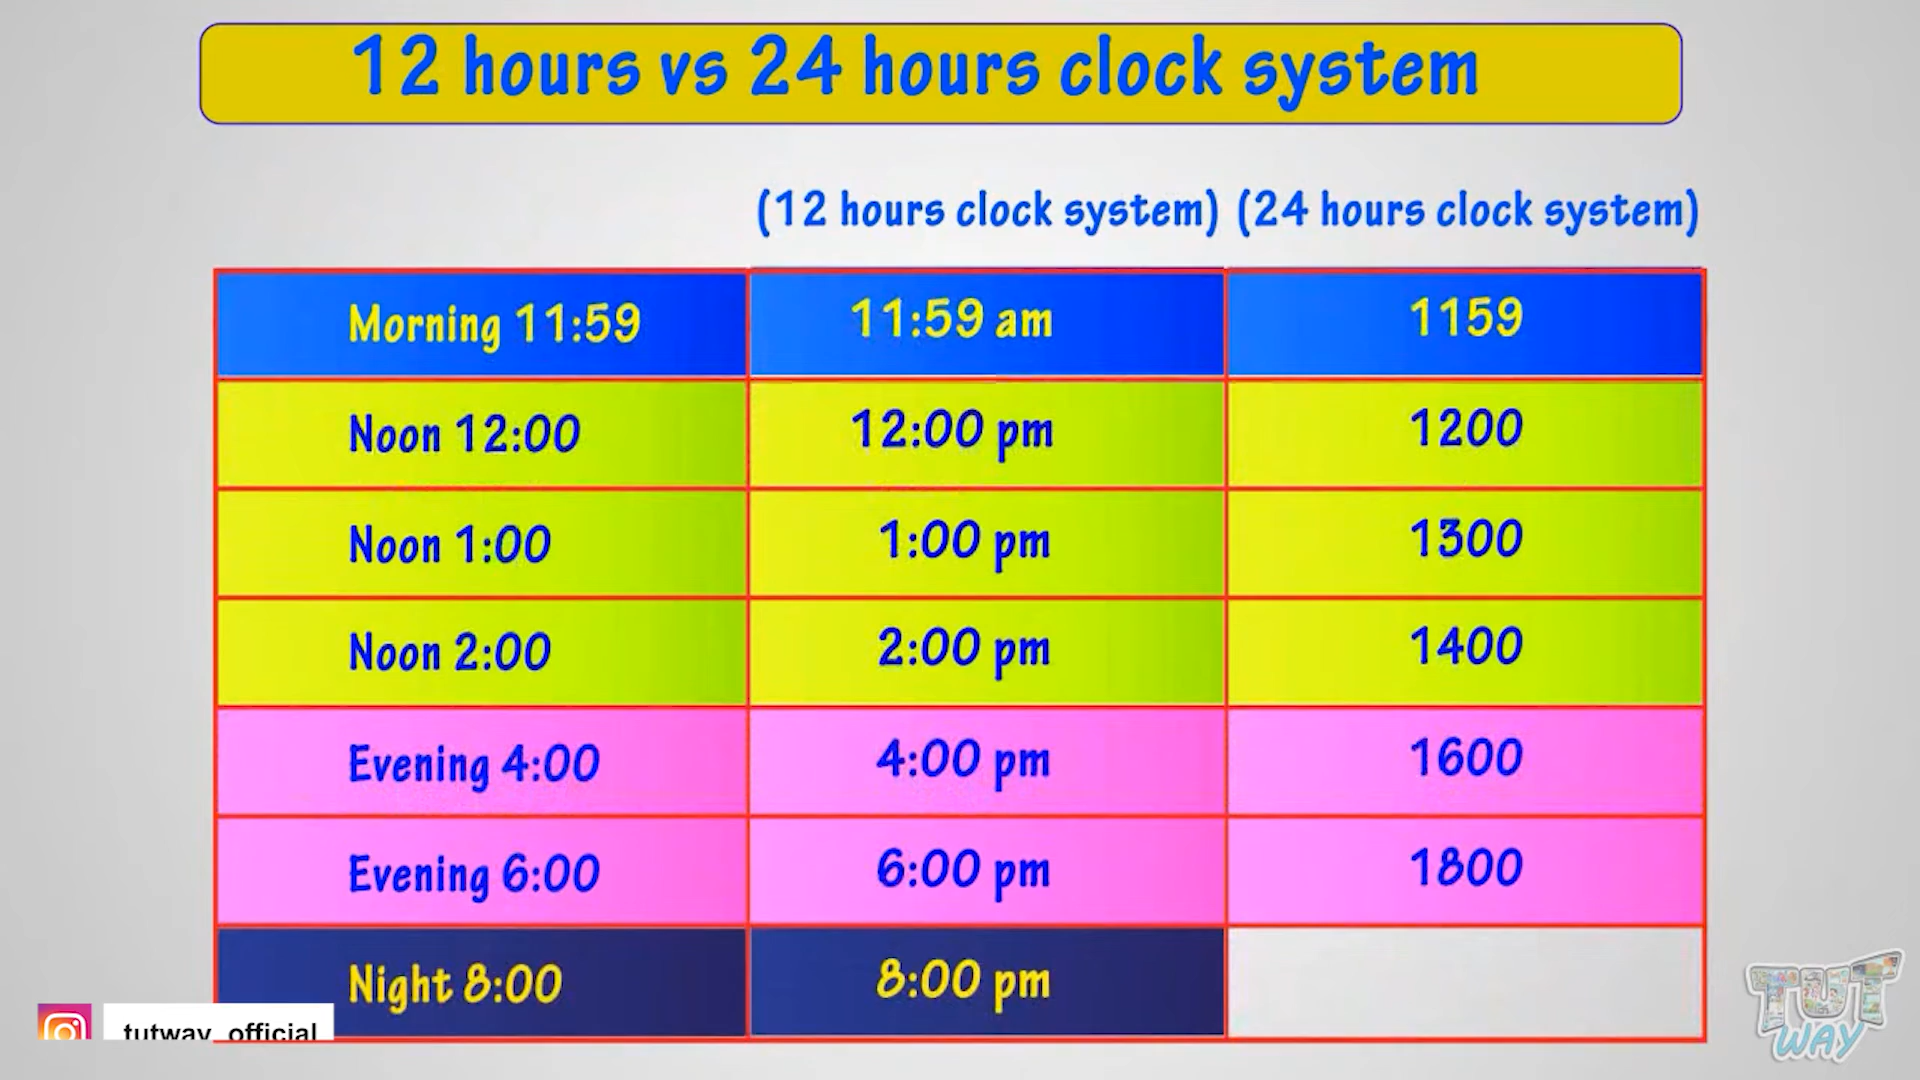 12 hours vs 24 hours clock system
(12 hours clock system) (24 hours clock system)
Morning 11:59 11:59 am 1159
Noon 12:00 12:00 pm 1200
Noon 1:00 1:00 pm 1300
Noon 2:00 2:00 pm 1400
Evening 4:00 4:00 pm 1600
Evening 6:00 6:00 pm 1800
Night 8:00 8:00 pm
tutway_official
TUT
WAY